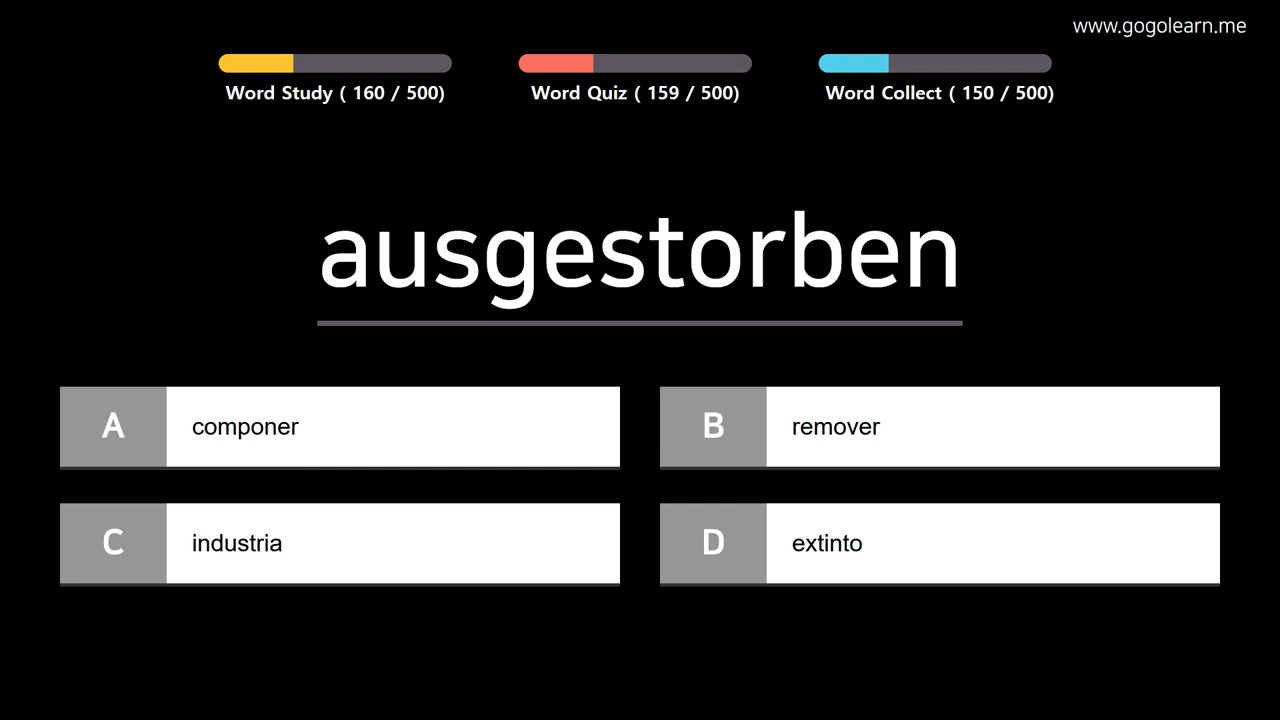 www.gogolearn.me
Word Study ( 160 / 500)
Word Quiz ( 159 / 500)
Word Collect ( 150 / 500)
ausgestorben
A componer
B remover
C industria
D extinto